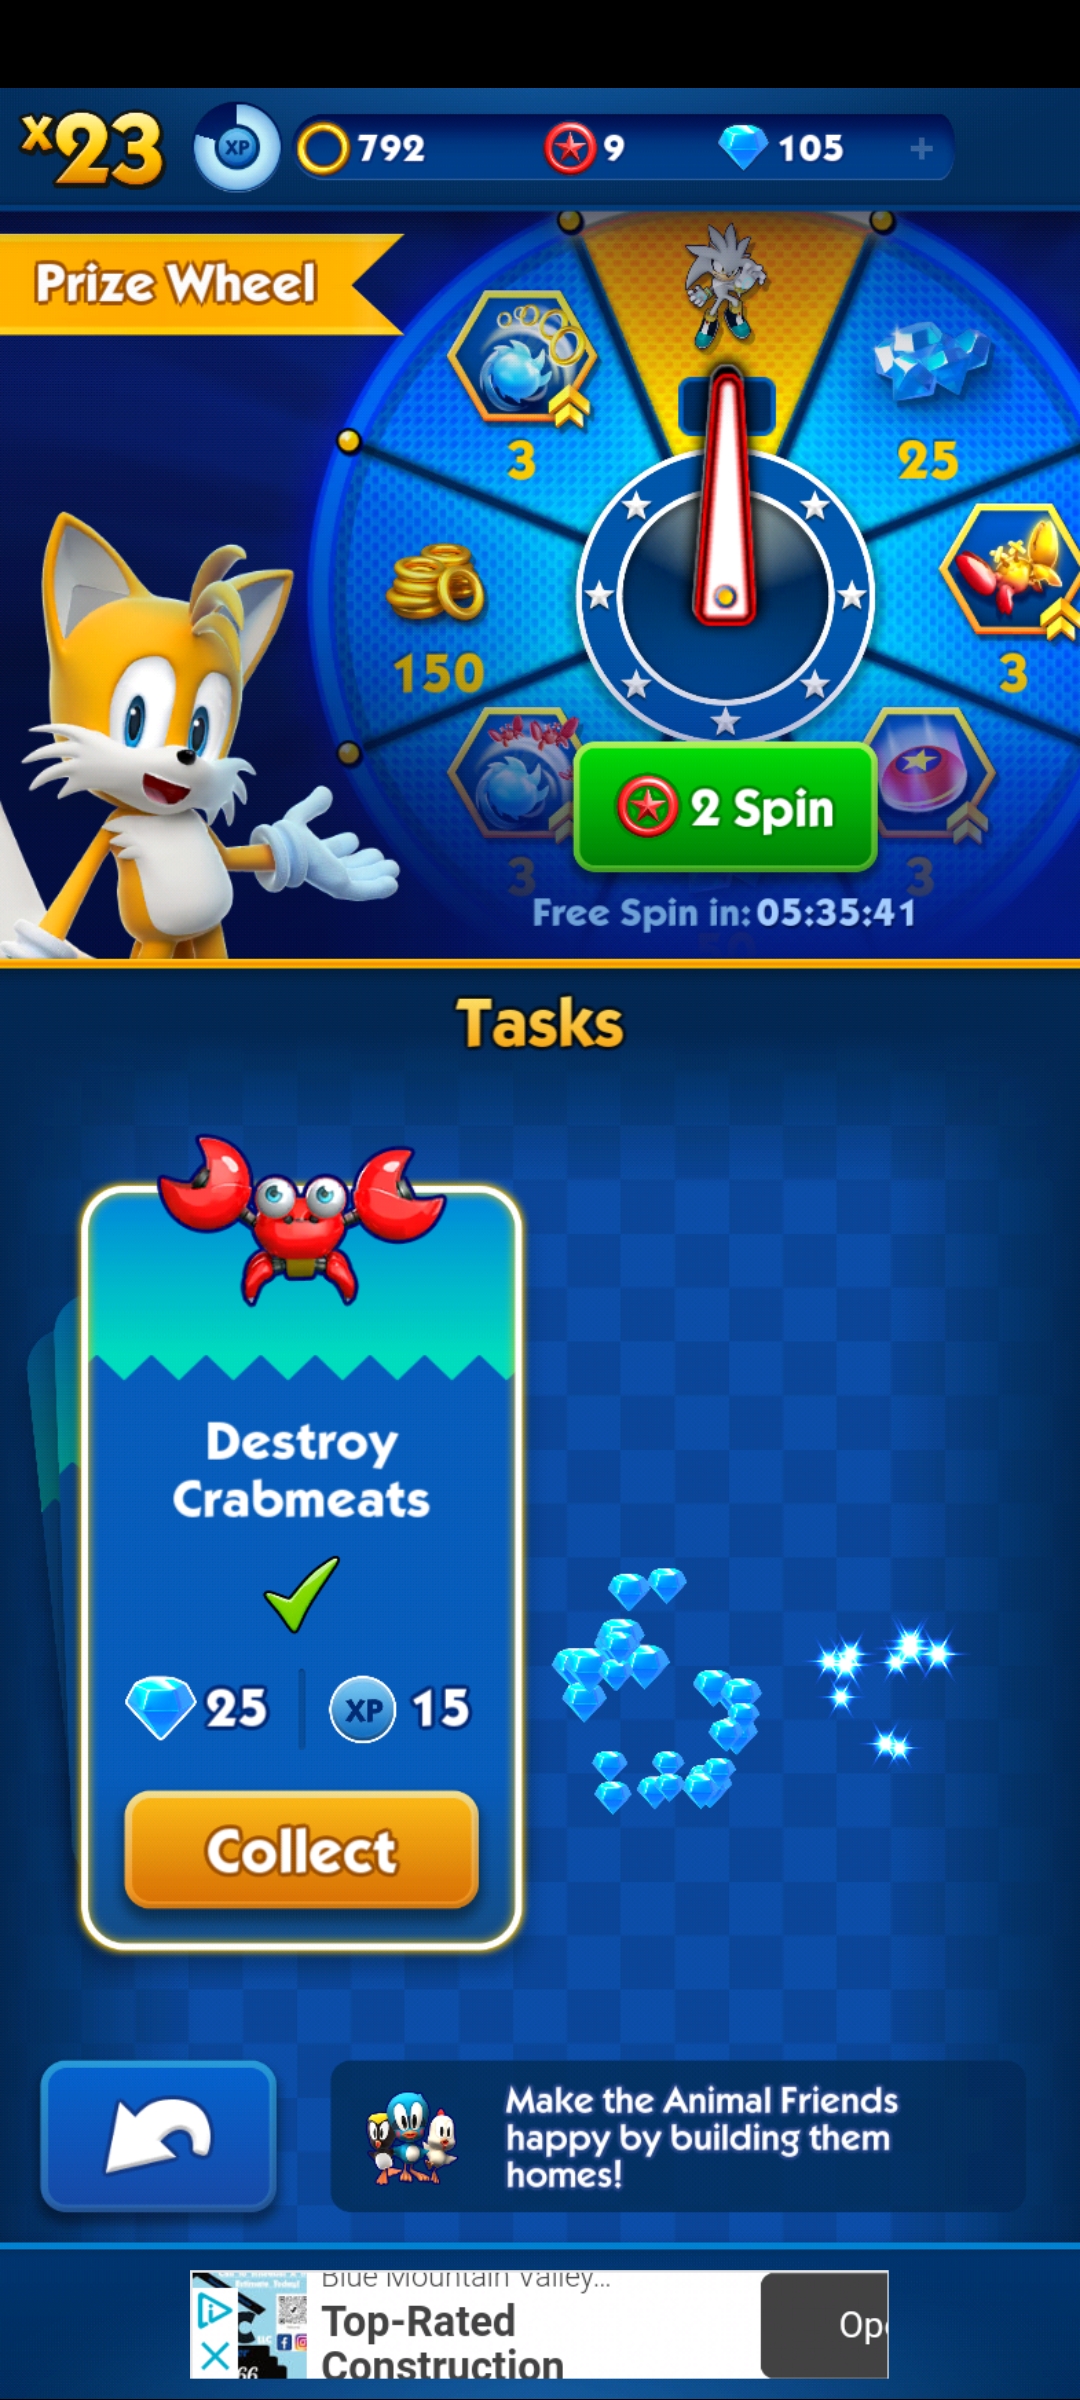 x23
XP
792
9
105
+
Prize Wheel
3
25
150
3
3
3
2 Spin
Free Spin in: 05:35:41
Tasks
Destroy
Crabmeats
25
XP 15
Collect
Make the Animal Friends
happy by building them
homes!
Blue Mountain Valley...
Top-Rated
Construction